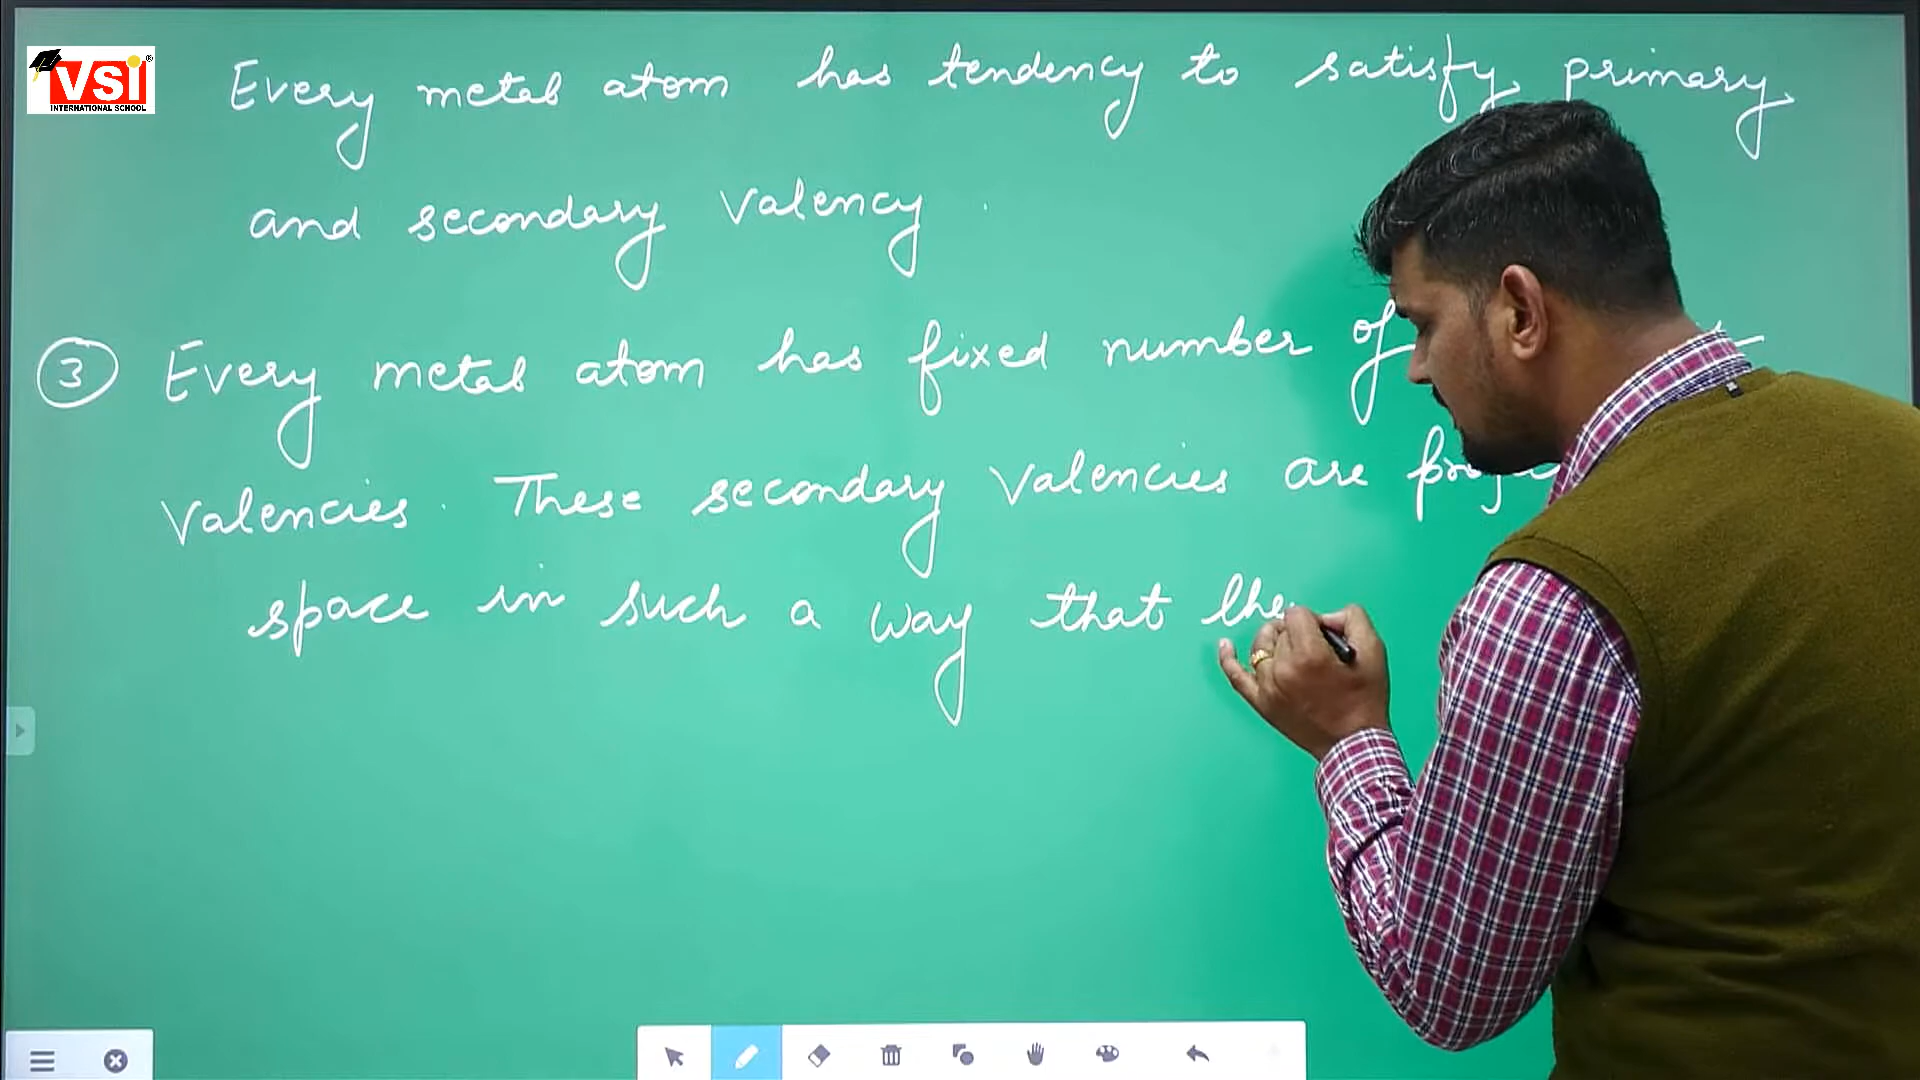 VSI
INTERNATIONAL SCHOOL
Every metal atom has tendency to satisfy primary
and secondary valency.
3 Every metal atom has fixed number of
valencies. These secondary valencies are
space in such a way that